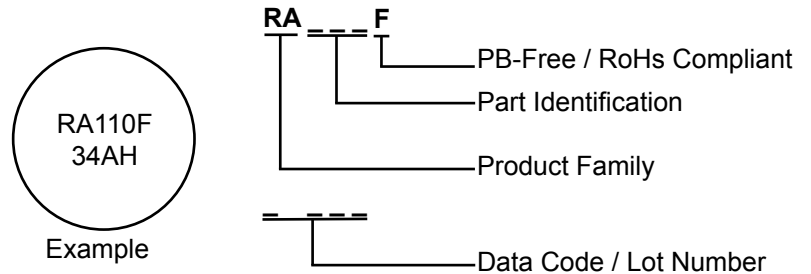 RA _ _ _ F
PB-Free / RoHs Compliant
Part Identification
RA110F
34AH
Product Family
_ _ _ _
Example
Data Code / Lot Number